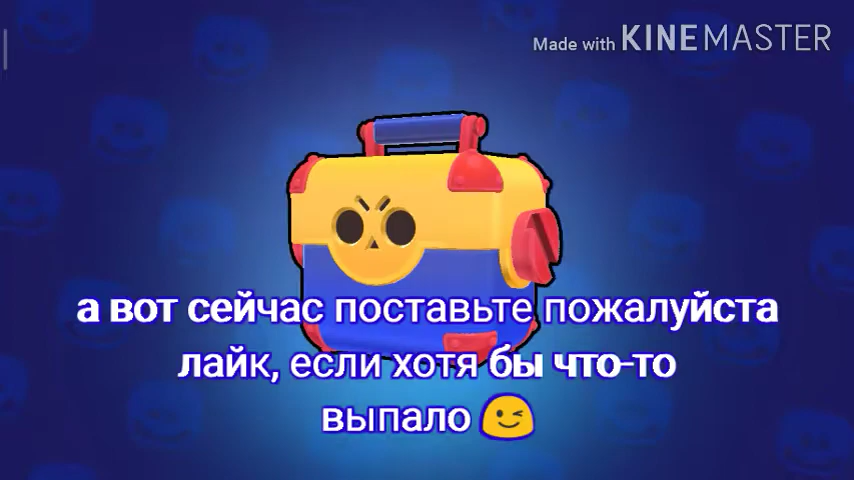 Made with KINEMASTER
а вот сейчас поставьте пожалуйста
лайк, если хотя бы что-то
выпало 😉